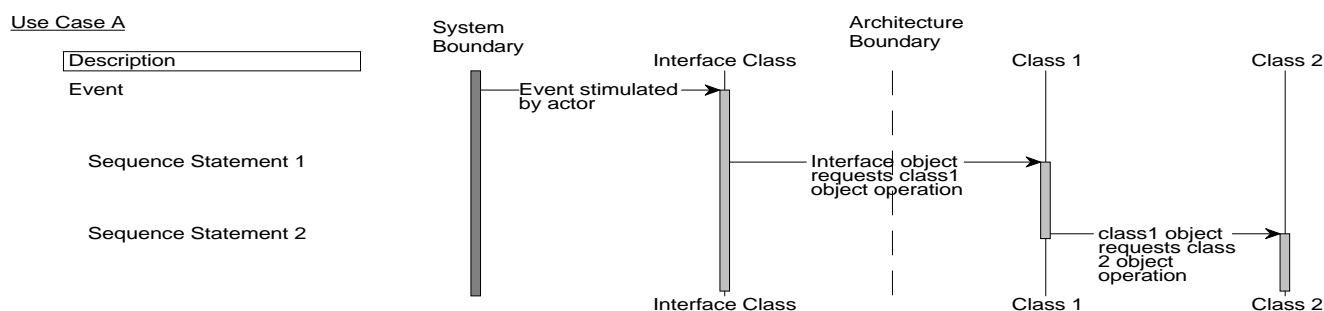 Use Case A
System
Boundary
Architecture
Boundary
Description
Interface Class
Class 1
Class 2
Event
Event stimulated
by actor
Sequence Statement 1
Interface object
requests class1
object operation
Sequence Statement 2
class1 object
requests class
2 object
operation
Interface Class
Class 1
Class 2